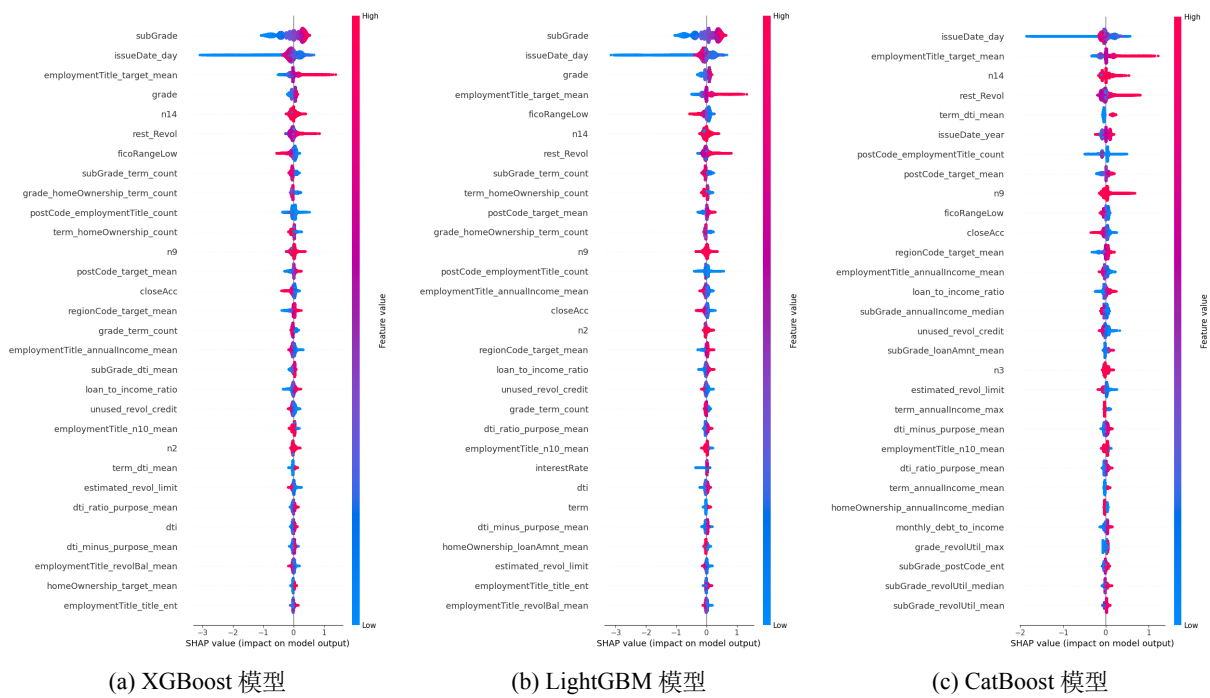 High
subGrade
issueDate_day
employmentTitle_target_mean
grade
n14
rest_Revol
ficoRangeLow
subGrade_term_count
grade_homeOwnership_term_count
postCode_employmentTitle_count
term_homeOwnership_count
n9
postCode_target_mean
closeAcc
regionCode_target_mean
grade_term_count
employmentTitle_annualIncome_mean
subGrade_dti_mean
loan_to_income_ratio
unused_revol_credit
employmentTitle_n10_mean
n2
term_dti_mean
estimated_revol_limit
dti_ratio_purpose_mean
dti
dti_minus_purpose_mean
employmentTitle_revolBal_mean
homeOwnership_target_mean
employmentTitle_title_ent
Feature value
Low
−3 −2 −1 0 1
SHAP value (impact on model output)
(a) XGBoost 模型
High
subGrade
issueDate_day
grade
employmentTitle_target_mean
ficoRangeLow
n14
rest_Revol
subGrade_term_count
term_homeOwnership_count
postCode_target_mean
grade_homeOwnership_term_count
n9
postCode_employmentTitle_count
employmentTitle_annualIncome_mean
closeAcc
n2
regionCode_target_mean
loan_to_income_ratio
unused_revol_credit
grade_term_count
dti_ratio_purpose_mean
employmentTitle_n10_mean
interestRate
dti
term
dti_minus_purpose_mean
homeOwnership_loanAmnt_mean
estimated_revol_limit
employmentTitle_title_ent
employmentTitle_revolBal_mean
Feature value
Low
−3 −2 −1 0 1
SHAP value (impact on model output)
(b) LightGBM 模型
High
issueDate_day
employmentTitle_target_mean
n14
rest_Revol
term_dti_mean
issueDate_year
postCode_employmentTitle_count
postCode_target_mean
n9
ficoRangeLow
closeAcc
regionCode_target_mean
employmentTitle_annualIncome_mean
loan_to_income_ratio
subGrade_annualIncome_median
unused_revol_credit
subGrade_loanAmnt_mean
n3
estimated_revol_limit
term_annualIncome_max
dti_minus_purpose_mean
employmentTitle_n10_mean
dti_ratio_purpose_mean
term_annualIncome_mean
homeOwnership_annualIncome_median
monthly_debt_to_income
grade_revolUtil_max
subGrade_postCode_ent
subGrade_revolUtil_median
subGrade_revolUtil_mean
Feature value
Low
−2 −1 0 1
SHAP value (impact on model output)
(c) CatBoost 模型